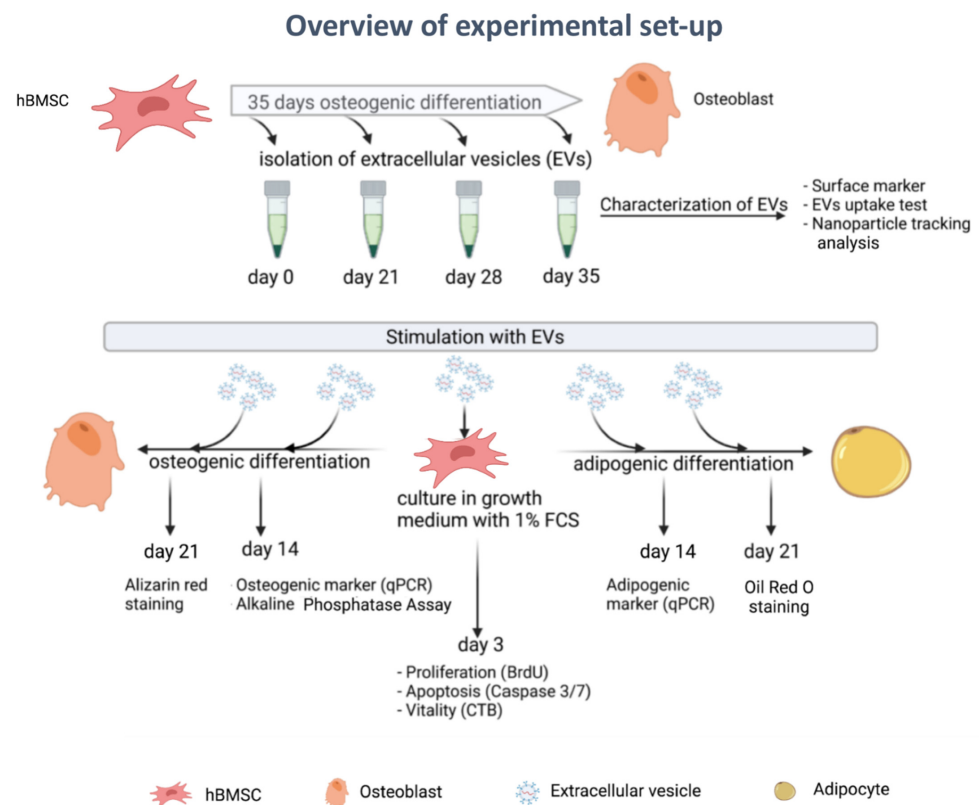 Overview of experimental set-up
hBMSC
35 days osteogenic differentiation
Osteoblast
isolation of extracellular vesicles (EVs)
Characterization of EVs
- Surface marker
- EVs uptake test
- Nanoparticle tracking
analysis
day 0
day 21
day 28
day 35
Stimulation with EVs
osteogenic differentiation
adipogenic differentiation
culture in growth
medium with 1% FCS
day 21
day 14
day 14
day 21
Alizarin red
staining
Osteogenic marker (qPCR)
Alkaline Phosphatase Assay
Adipogenic
marker (qPCR)
Oil Red O
staining
day 3
- Proliferation (BrdU)
- Apoptosis (Caspase 3/7)
- Vitality (CTB)
hBMSC
Osteoblast
Extracellular vesicle
Adipocyte